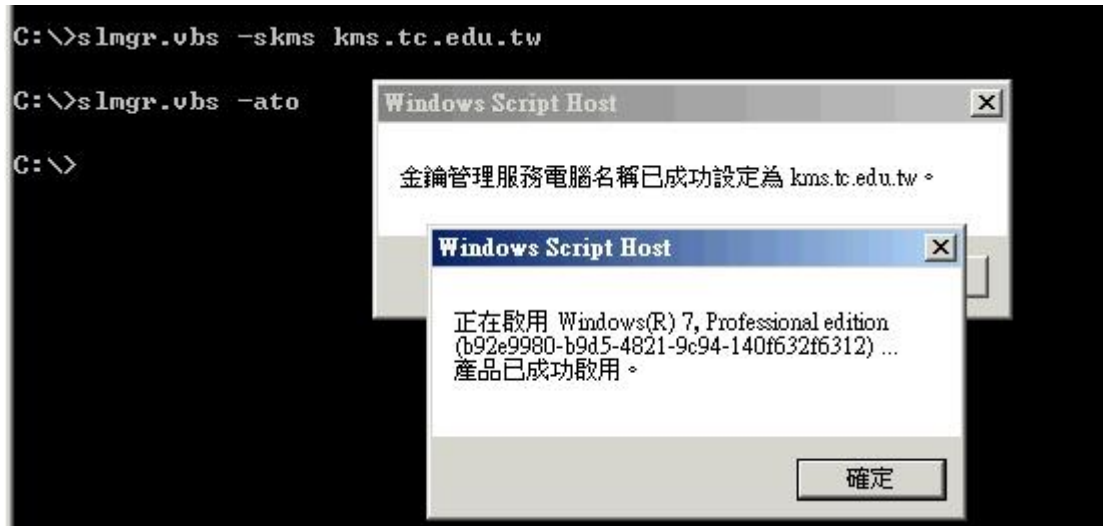 C:\>slmgr.vbs -skms kms.tc.edu.tw
C:\>slmgr.vbs -ato
C:\>
Windows Script Host
金鑰管理服務電腦名稱已成功設定為 kms.tc.edu.tw。
Windows Script Host
正在啟用 Windows(R) 7, Professional edition
(b92e9980-b9d5-4821-9c94-140f632f6312) ...
產品已成功啟用。
確定